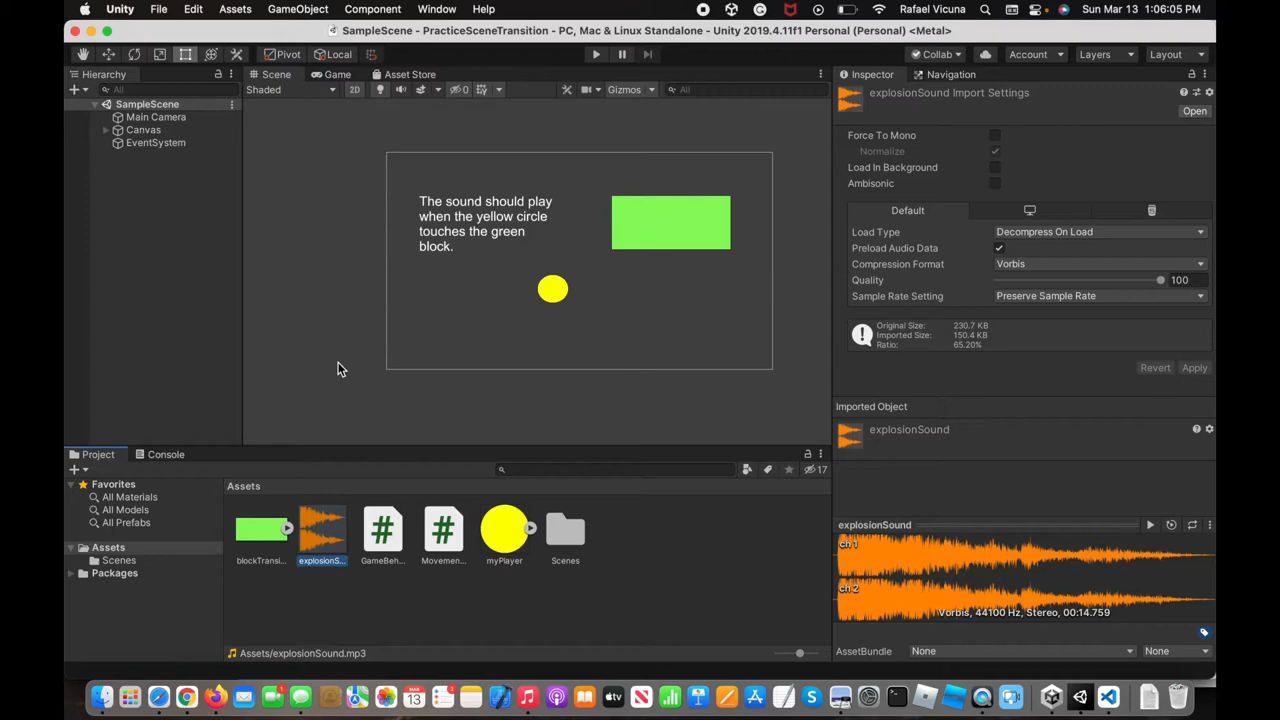 Unity File Edit Assets GameObject Component Window Help Rafael Vicuna Sun Mar 13 1:06:05 PM
SampleScene - PracticeSceneTransition - PC, Mac & Linux Standalone - Unity 2019.4.11f1 Personal (Personal) <Metal>
Pivot Local Collab Account Layers Layout
Hierarchy Scene Game Asset Store Inspector Navigation
All Shaded 2D 0 Gizmos All explosionSound Import Settings
Open
SampleScene
Main Camera
Canvas
EventSystem
The sound should play
when the yellow circle
touches the green
block.
Force To Mono
Normalize
Load In Background
Ambisonic
Default
Load Type Decompress On Load
Preload Audio Data
Compression Format Vorbis
Quality 100
Sample Rate Setting Preserve Sample Rate
Original Size: 230.7 KB
Imported Size: 150.4 KB
Ratio: 65.20%
Revert Apply
Imported Object
explosionSound
Project Console
17
Favorites
All Materials
All Models
All Prefabs
Assets
Scenes
Packages
Assets
blockTransi... explosionS... GameBeh... Movemen... myPlayer Scenes
Assets/explosionSound.mp3
explosionSound
ch 1
ch 2
Vorbis, 44100 Hz, Stereo, 00:14.759
AssetBundle None None
MAR
13